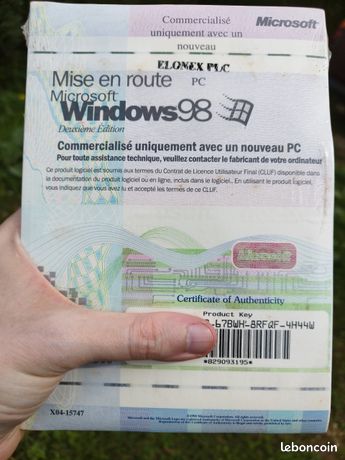 Commercialisé
uniquement avec un
nouveau
PC
Microsoft
ELONEX PLC
Mise en route
Microsoft
Windows98
Deuxième Édition
Commercialisé uniquement avec un nouveau PC
Pour toute assistance technique, veuillez contacter le fabricant de votre ordinateur
Ce produit logiciel est soumis aux termes du Contrat de Licence Utilisateur Final (CLUF) disponible dans
la documentation du produit logiciel ou en ligne, inclus dans le logiciel. En utilisant le produit logiciel,
vous indiquez que vous avez lu et accepté les termes de ce CLUF.
Microsoft
Certificate of Authenticity
Product Key
-67BWH-8RFQF-4H44W
*829093195*
X04-15747
leboncoin